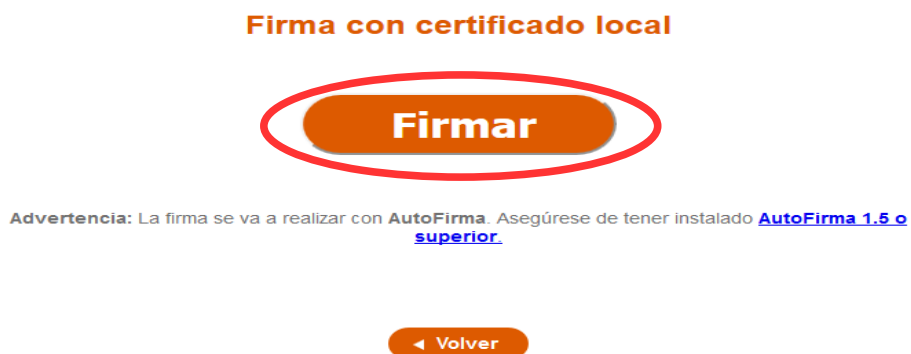 Firma con certificado local
Firmar
Advertencia: La firma se va a realizar con AutoFirma. Asegúrese de tener instalado AutoFirma 1.5 o
superior.
◄ Volver